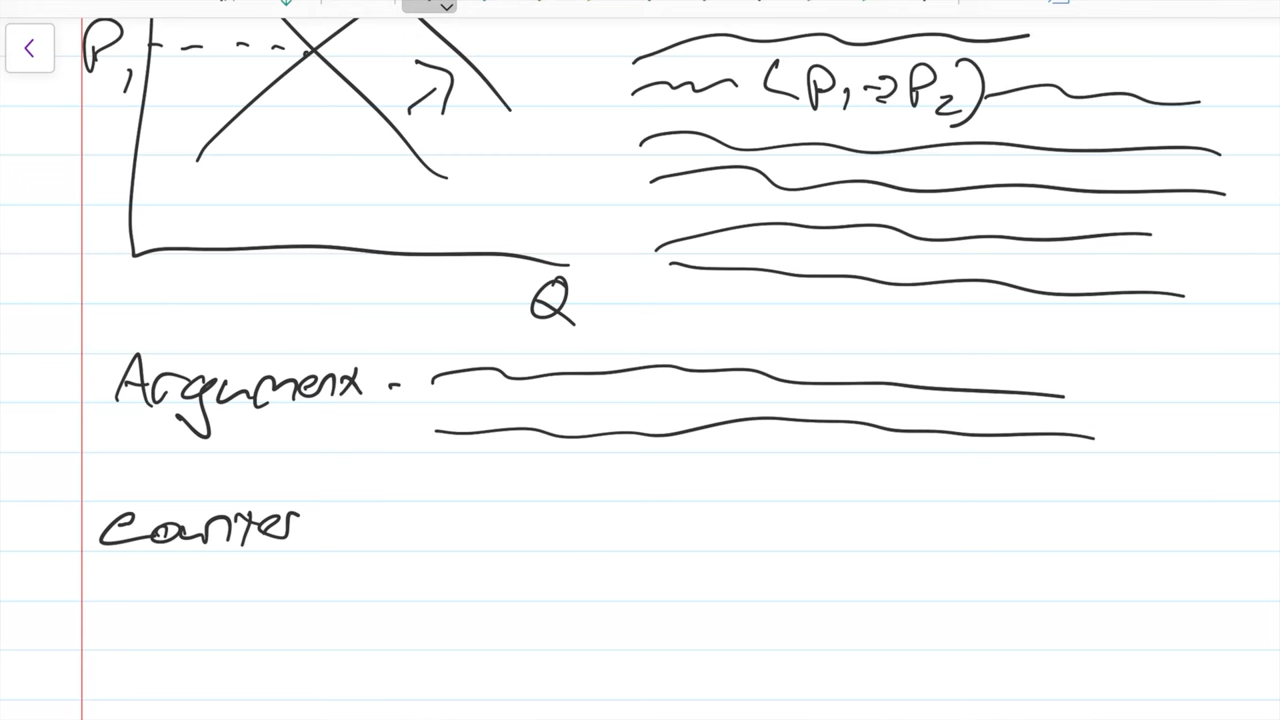 P1
(P1→P2)
Q
Argument -
Counter